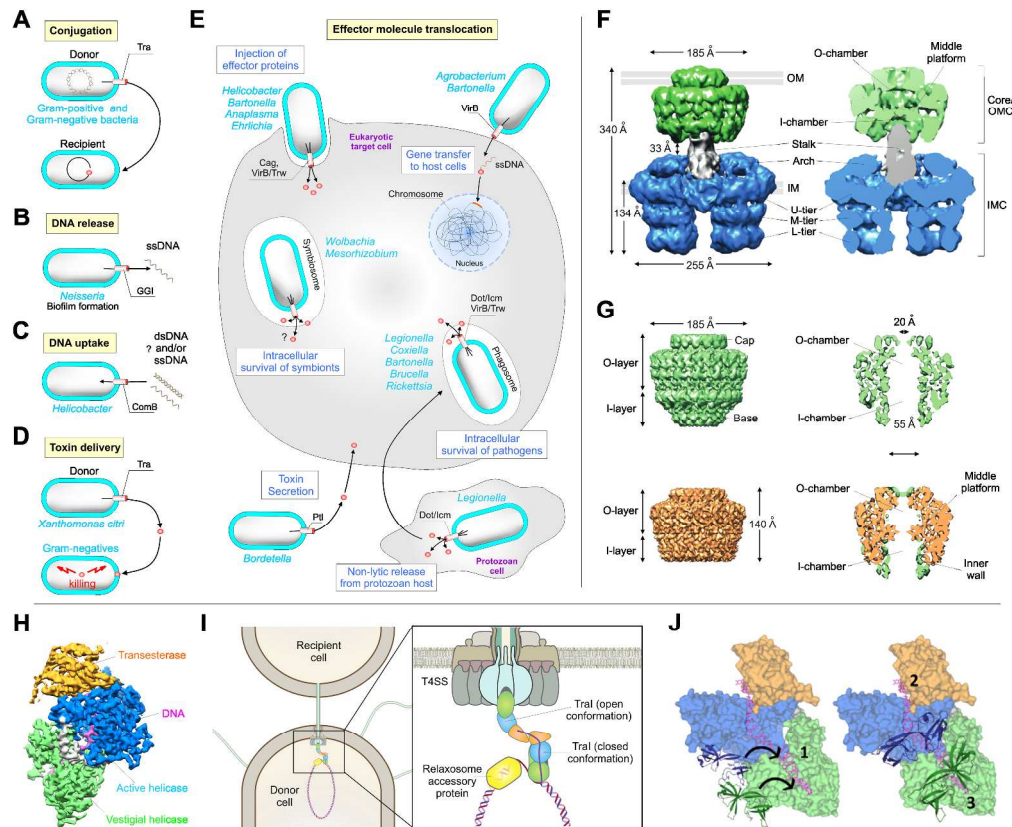 A
Conjugation
Donor
Tra
Gram-positive and
Gram-negative bacteria
Recipient
B
DNA release
ssDNA
GGI
Neisseria
Biofilm formation
C
DNA uptake
dsDNA
? and/or
ssDNA
ComB
Helicobacter
D
Toxin delivery
Donor
Tra
Xanthomonas citri
Gram-negatives
killing
E
Effector molecule translocation
Injection of
effector proteins
Helicobacter
Bartonella
Anaplasma
Ehrlichia
Cag,
VirB/Trw
Eukaryotic
target cell
Agrobacterium
Bartonella
VirB
Gene transfer
to host cells
ssDNA
Chromosome
Nucleus
Symbiosome
Wolbachia
Mesorhizobium
?
Intracellular
survival of symbionts
Dot/Icm
VirB/Trw
Legionella
Coxiella
Bartonella
Brucella
Rickettsia
Phagosome
Intracellular
survival of pathogens
Toxin
Secretion
Ptl
Bordetella
Legionella
Dot/Icm
Protozoan
cell
Non-lytic release
from protozoan host
F
185 Å
OM
340 Å
33 Å
134 Å
IM
255 Å
O-chamber
Middle
platform
I-chamber
Stalk
Arch
U-tier
M-tier
L-tier
Core/
OMC
IMC
G
185 Å
Cap
O-layer
I-layer
Base
20 Å
O-chamber
I-chamber
55 Å
O-layer
I-layer
140 Å
O-chamber
Middle
platform
I-chamber
Inner
wall
H
Transesterase
DNA
Active helicase
Vestigial helicase
I
Recipient
cell
Donor
cell
T4SS
TraI (open
conformation)
TraI (closed
conformation)
Relaxosome
accessory
protein
J
1
2
3